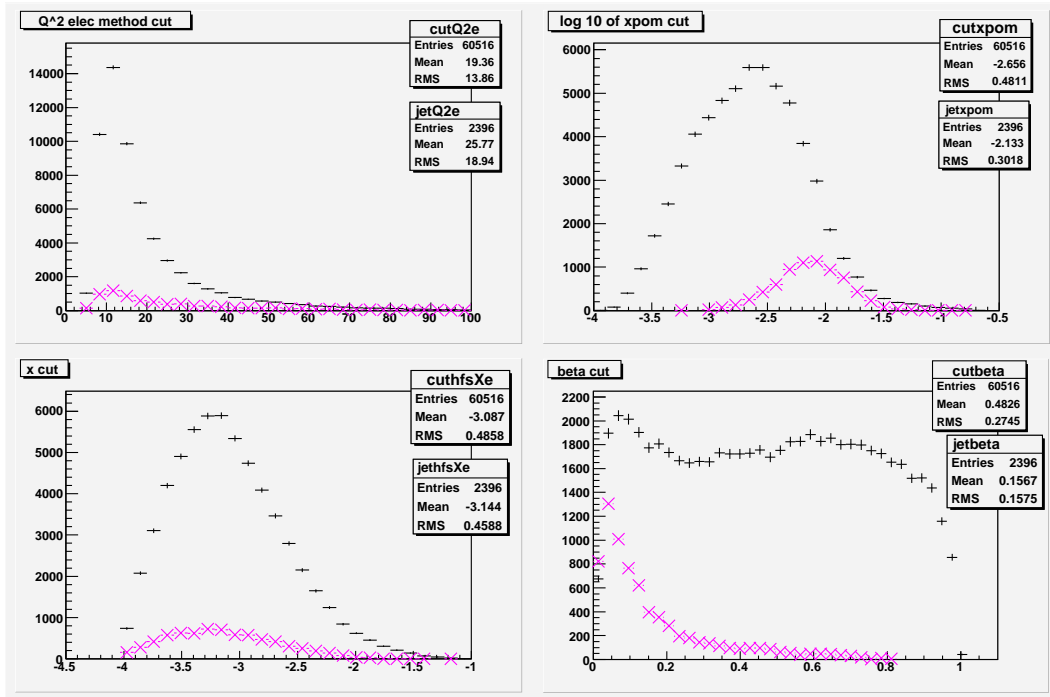 Q^2 elec method cut
cutQ2e
Entries 60516
Mean 19.36
RMS 13.86
jetQ2e
Entries 2396
Mean 25.77
RMS 18.94
14000
12000
10000
8000
6000
4000
2000
0
0 10 20 30 40 50 60 70 80 90 100
log 10 of xpom cut
cutxpom
Entries 60516
Mean -2.656
RMS 0.4811
jetxpom
Entries 2396
Mean -2.133
RMS 0.3018
6000
5000
4000
3000
2000
1000
0
-4 -3.5 -3 -2.5 -2 -1.5 -1 -0.5
x cut
cuthfsXe
Entries 60516
Mean -3.087
RMS 0.4858
jethfsXe
Entries 2396
Mean -3.144
RMS 0.4588
6000
5000
4000
3000
2000
1000
0
-4.5 -4 -3.5 -3 -2.5 -2 -1.5 -1
beta cut
cutbeta
Entries 60516
Mean 0.4826
RMS 0.2745
jetbeta
Entries 2396
Mean 0.1567
RMS 0.1575
2200
2000
1800
1600
1400
1200
1000
800
600
400
200
0
0 0.2 0.4 0.6 0.8 1